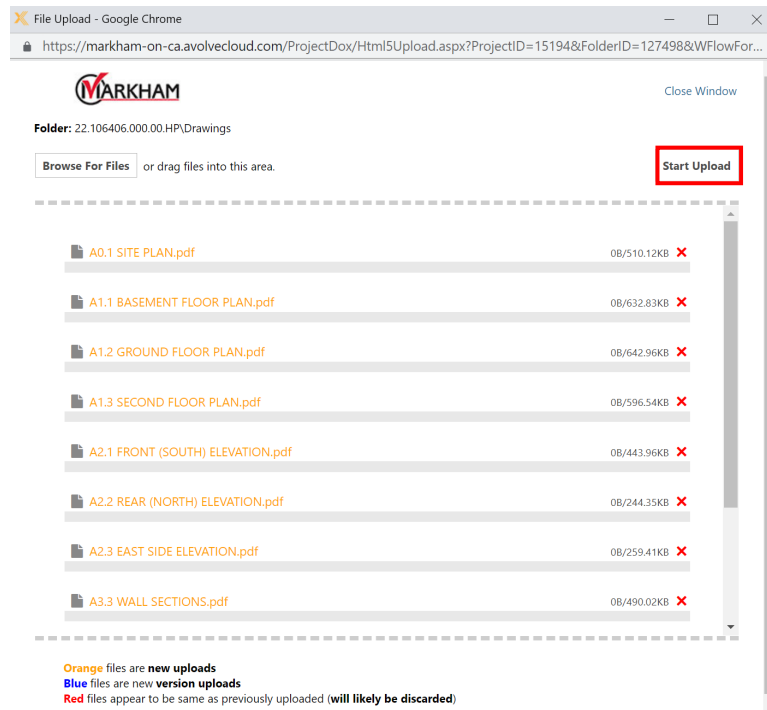 File Upload - Google Chrome
https://markham-on-ca.avolvecloud.com/ProjectDox/Html5Upload.aspx?ProjectID=15194&FolderID=127498&WFlowFor...
MARKHAM
Close Window
Folder: 22.106406.000.00.HP\Drawings
Browse For Files or drag files into this area.
Start Upload
A0.1 SITE PLAN.pdf 0B/510.12KB
A1.1 BASEMENT FLOOR PLAN.pdf 0B/632.83KB
A1.2 GROUND FLOOR PLAN.pdf 0B/642.96KB
A1.3 SECOND FLOOR PLAN.pdf 0B/596.54KB
A2.1 FRONT (SOUTH) ELEVATION.pdf 0B/443.96KB
A2.2 REAR (NORTH) ELEVATION.pdf 0B/244.35KB
A2.3 EAST SIDE ELEVATION.pdf 0B/259.41KB
A3.3 WALL SECTIONS.pdf 0B/490.02KB
Orange files are new uploads
Blue files are new version uploads
Red files appear to be same as previously uploaded (will likely be discarded)